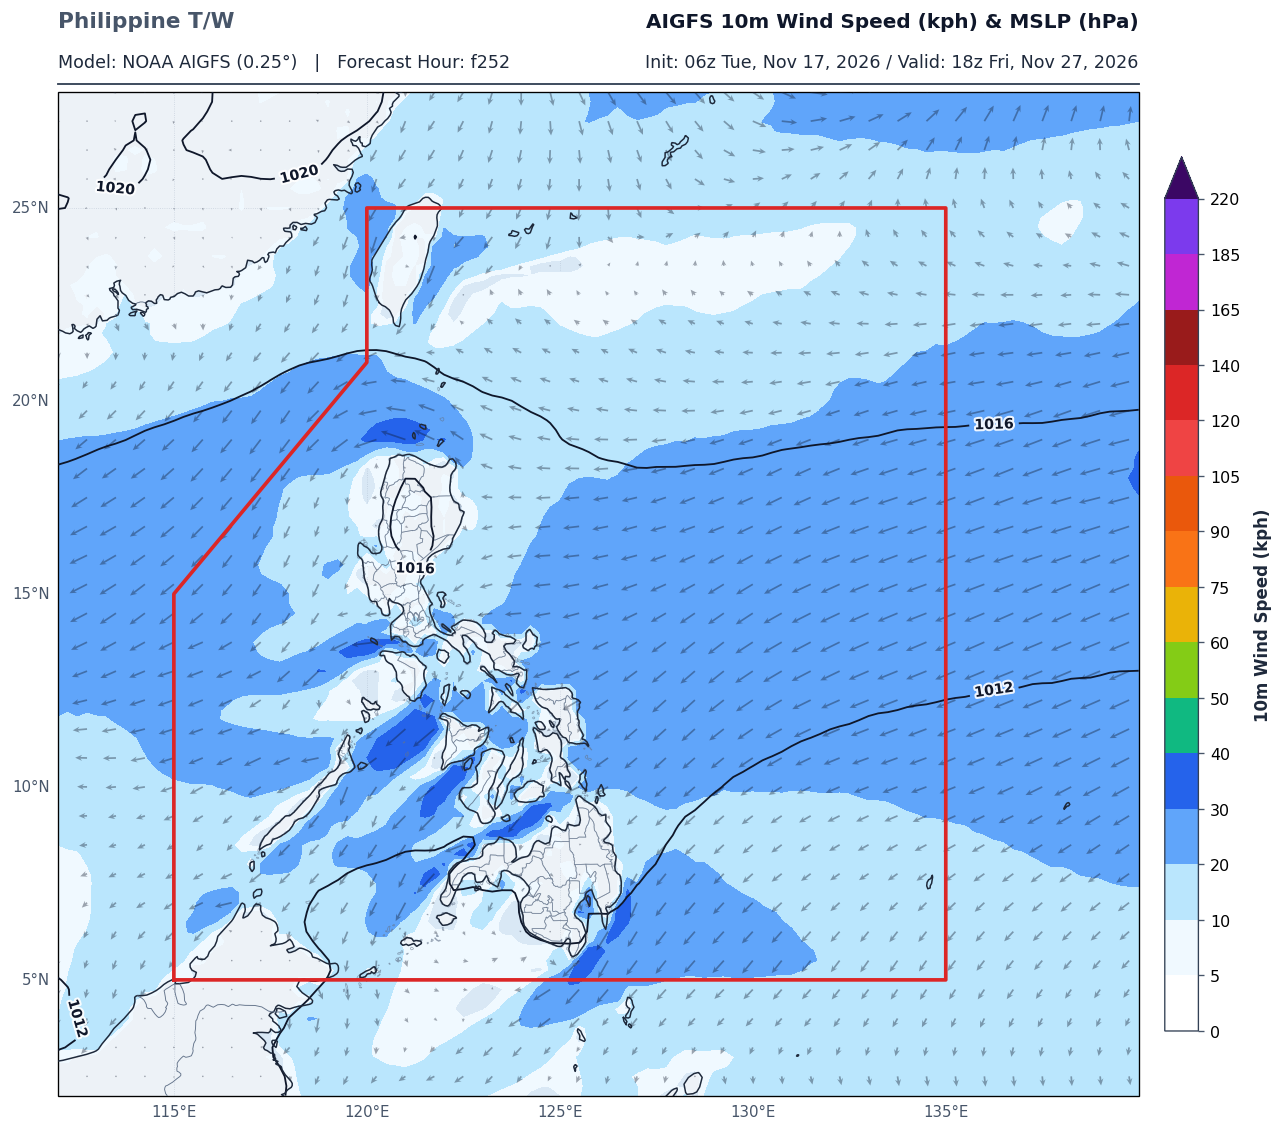 Philippine T/W
AIGFS 10m Wind Speed (kph) & MSLP (hPa)
Model: NOAA AIGFS (0.25°)   |   Forecast Hour: f252
Init: 06z Tue, Nov 17, 2026 / Valid: 18z Fri, Nov 27, 2026
1020
1020
1016
1016
1012
1012
25°N
20°N
15°N
10°N
5°N
115°E
120°E
125°E
130°E
135°E
220
185
165
140
120
105
90
75
60
50
40
30
20
10
5
0
10m Wind Speed (kph)